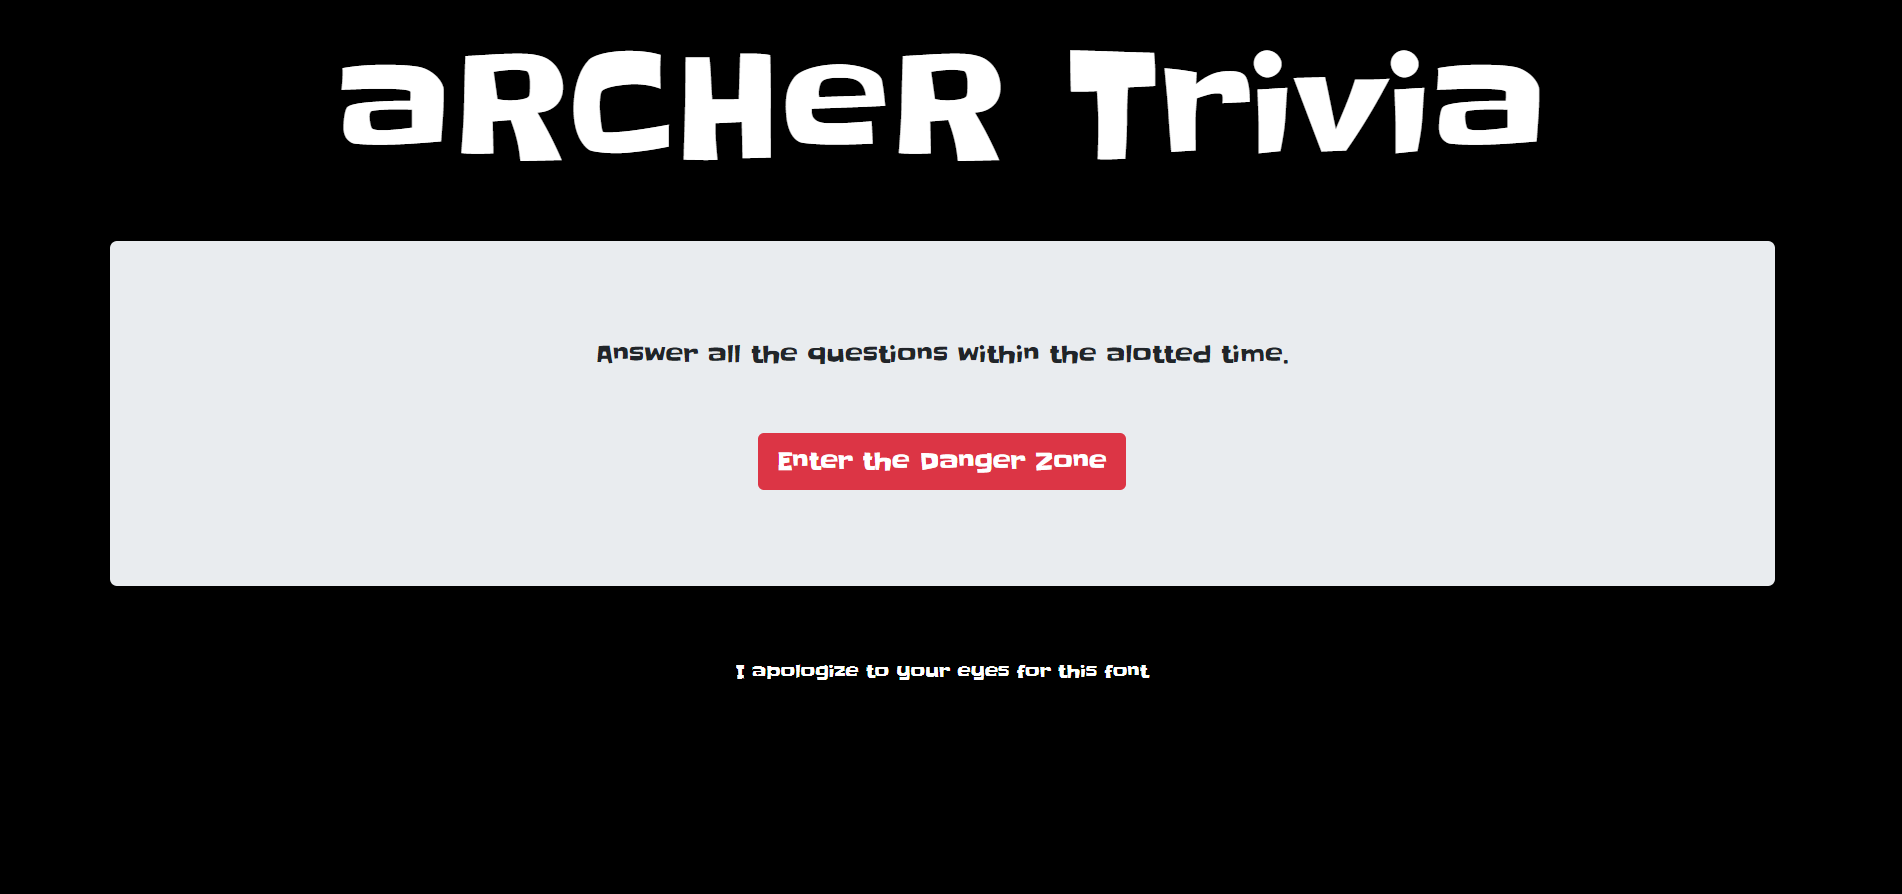 aRCHeR Trivia
Answer all the questions within the alotted time.
Enter the Danger Zone
I apologize to your eyes for this font